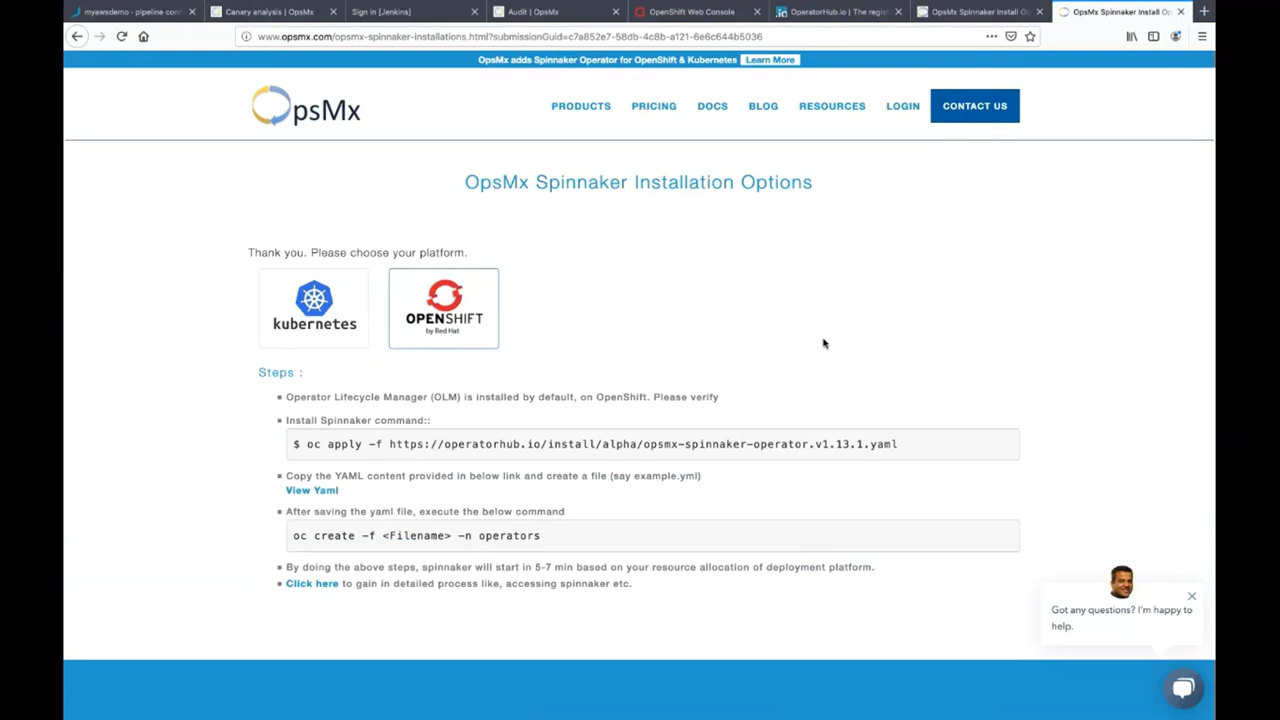 myawsdemo - pipeline con
Canary analysis | OpsMx
Sign in [Jenkins]
Audit | OpsMx
OpenShift Web Console
OperatorHub.io | The regis
OpsMx Spinnaker Install Op
OpsMx Spinnaker Install Op
www.opsmx.com/opsmx-spinnaker-installations.html?submissionGuid=c7a852e7-58db-4c8b-a121-6e6c644b5036
OpsMx adds Spinnaker Operator for OpenShift & Kubernetes Learn More
OpsMx
PRODUCTS PRICING DOCS BLOG RESOURCES LOGIN CONTACT US
OpsMx Spinnaker Installation Options
Thank you. Please choose your platform.
kubernetes
OPENSHIFT
by Red Hat
Steps :
Operator Lifecycle Manager (OLM) is installed by default, on OpenShift. Please verify
Install Spinnaker command::
$ oc apply -f https://operatorhub.io/install/alpha/opsmx-spinnaker-operator.v1.13.1.yaml
Copy the YAML content provided in below link and create a file (say example.yml)
View Yaml
After saving the yaml file, execute the below command
oc create -f <Filename> -n operators
By doing the above steps, spinnaker will start in 5-7 min based on your resource allocation of deployment platform.
Click here to gain in detailed process like, accessing spinnaker etc.
Got any questions? I'm happy to
help.